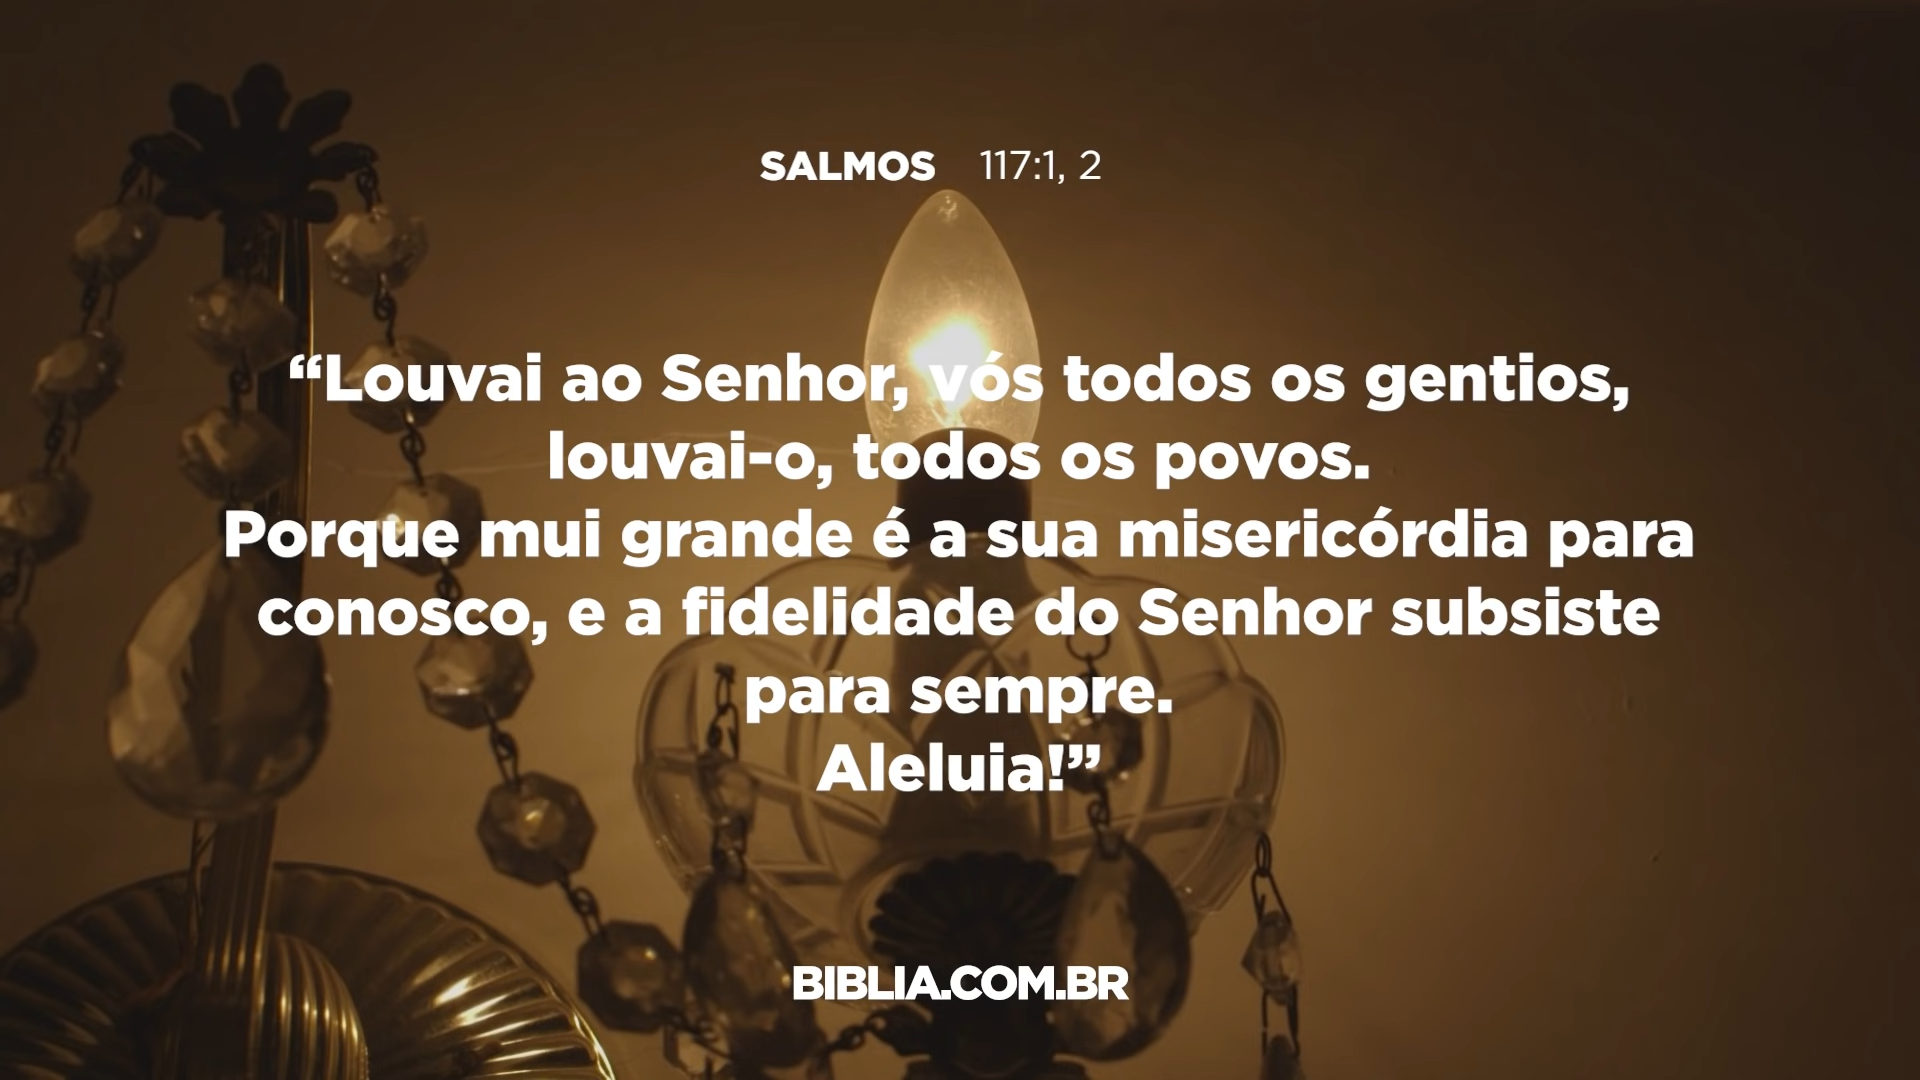 SALMOS 117:1, 2
“Louvai ao Senhor, vós todos os gentios,
louvai-o, todos os povos.
Porque mui grande é a sua misericórdia para
conosco, e a fidelidade do Senhor subsiste
para sempre.
Aleluia!”
BIBLIA.COM.BR